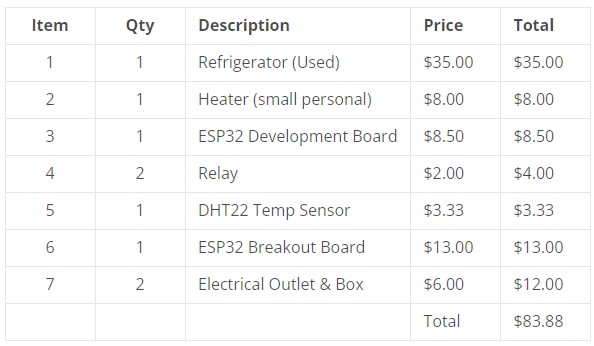 Item Qty Description Price Total
1 1 Refrigerator (Used) $35.00 $35.00
2 1 Heater (small personal) $8.00 $8.00
3 1 ESP32 Development Board $8.50 $8.50
4 2 Relay $2.00 $4.00
5 1 DHT22 Temp Sensor $3.33 $3.33
6 1 ESP32 Breakout Board $13.00 $13.00
7 2 Electrical Outlet & Box $6.00 $12.00
Total $83.88